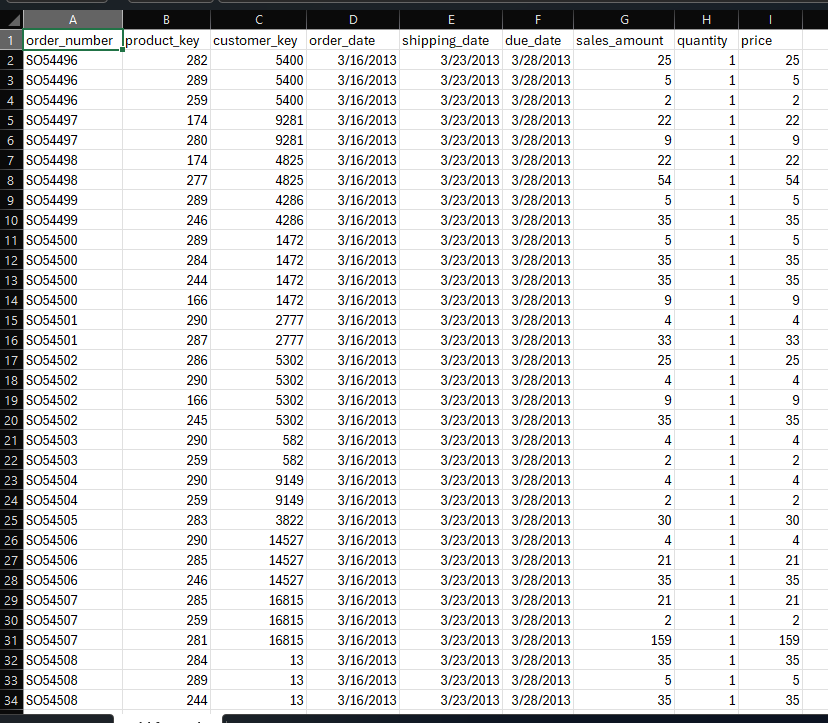 A B C D E F G H I
1 order_number product_key customer_key order_date shipping_date due_date sales_amount quantity price
2 SO54496 282 5400 3/16/2013 3/23/2013 3/28/2013 25 1 25
3 SO54496 289 5400 3/16/2013 3/23/2013 3/28/2013 5 1 5
4 SO54496 259 5400 3/16/2013 3/23/2013 3/28/2013 2 1 2
5 SO54497 174 9281 3/16/2013 3/23/2013 3/28/2013 22 1 22
6 SO54497 280 9281 3/16/2013 3/23/2013 3/28/2013 9 1 9
7 SO54498 174 4825 3/16/2013 3/23/2013 3/28/2013 22 1 22
8 SO54498 277 4825 3/16/2013 3/23/2013 3/28/2013 54 1 54
9 SO54499 289 4286 3/16/2013 3/23/2013 3/28/2013 5 1 5
10 SO54499 246 4286 3/16/2013 3/23/2013 3/28/2013 35 1 35
11 SO54500 289 1472 3/16/2013 3/23/2013 3/28/2013 5 1 5
12 SO54500 284 1472 3/16/2013 3/23/2013 3/28/2013 35 1 35
13 SO54500 244 1472 3/16/2013 3/23/2013 3/28/2013 35 1 35
14 SO54500 166 1472 3/16/2013 3/23/2013 3/28/2013 9 1 9
15 SO54501 290 2777 3/16/2013 3/23/2013 3/28/2013 4 1 4
16 SO54501 287 2777 3/16/2013 3/23/2013 3/28/2013 33 1 33
17 SO54502 286 5302 3/16/2013 3/23/2013 3/28/2013 25 1 25
18 SO54502 290 5302 3/16/2013 3/23/2013 3/28/2013 4 1 4
19 SO54502 166 5302 3/16/2013 3/23/2013 3/28/2013 9 1 9
20 SO54502 245 5302 3/16/2013 3/23/2013 3/28/2013 35 1 35
21 SO54503 290 582 3/16/2013 3/23/2013 3/28/2013 4 1 4
22 SO54503 259 582 3/16/2013 3/23/2013 3/28/2013 2 1 2
23 SO54504 290 9149 3/16/2013 3/23/2013 3/28/2013 4 1 4
24 SO54504 259 9149 3/16/2013 3/23/2013 3/28/2013 2 1 2
25 SO54505 283 3822 3/16/2013 3/23/2013 3/28/2013 30 1 30
26 SO54506 290 14527 3/16/2013 3/23/2013 3/28/2013 4 1 4
27 SO54506 285 14527 3/16/2013 3/23/2013 3/28/2013 21 1 21
28 SO54506 246 14527 3/16/2013 3/23/2013 3/28/2013 35 1 35
29 SO54507 285 16815 3/16/2013 3/23/2013 3/28/2013 21 1 21
30 SO54507 259 16815 3/16/2013 3/23/2013 3/28/2013 2 1 2
31 SO54507 281 16815 3/16/2013 3/23/2013 3/28/2013 159 1 159
32 SO54508 284 13 3/16/2013 3/23/2013 3/28/2013 35 1 35
33 SO54508 289 13 3/16/2013 3/23/2013 3/28/2013 5 1 5
34 SO54508 244 13 3/16/2013 3/23/2013 3/28/2013 35 1 35